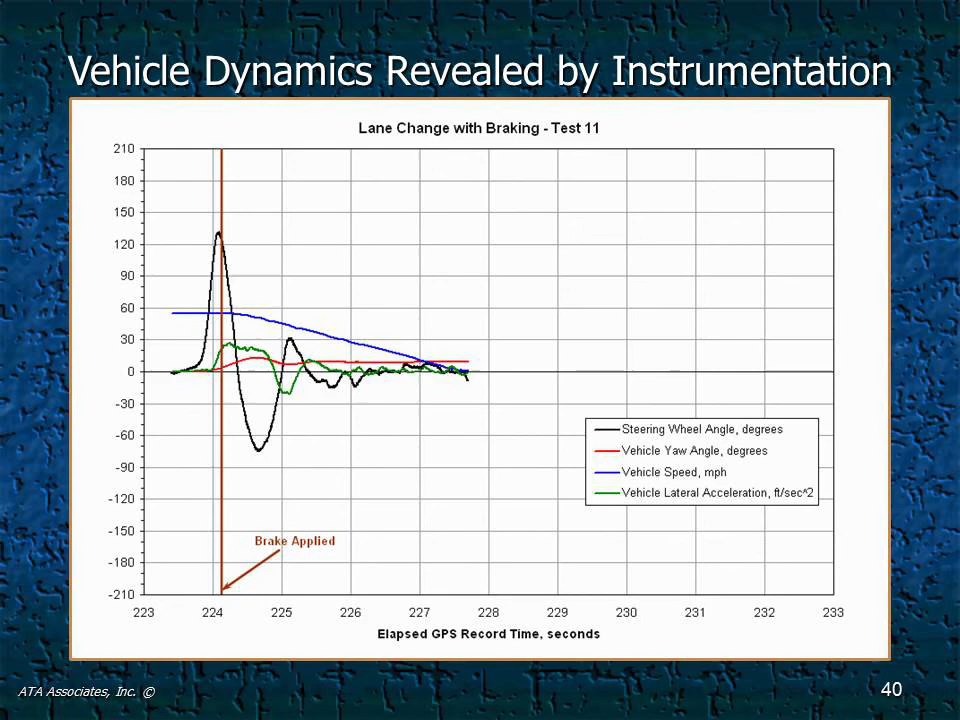 Vehicle Dynamics Revealed by Instrumentation
Lane Change with Braking - Test 11
210
180
150
120
90
60
30
0
-30
-60
-90
-120
-150
-180
-210
Steering Wheel Angle, degrees
Vehicle Yaw Angle, degrees
Vehicle Speed, mph
Vehicle Lateral Acceleration, ft/sec^2
Brake Applied
223 224 225 226 227 228 229 230 231 232 233
Elapsed GPS Record Time, seconds
ATA Associates, Inc. ©
40